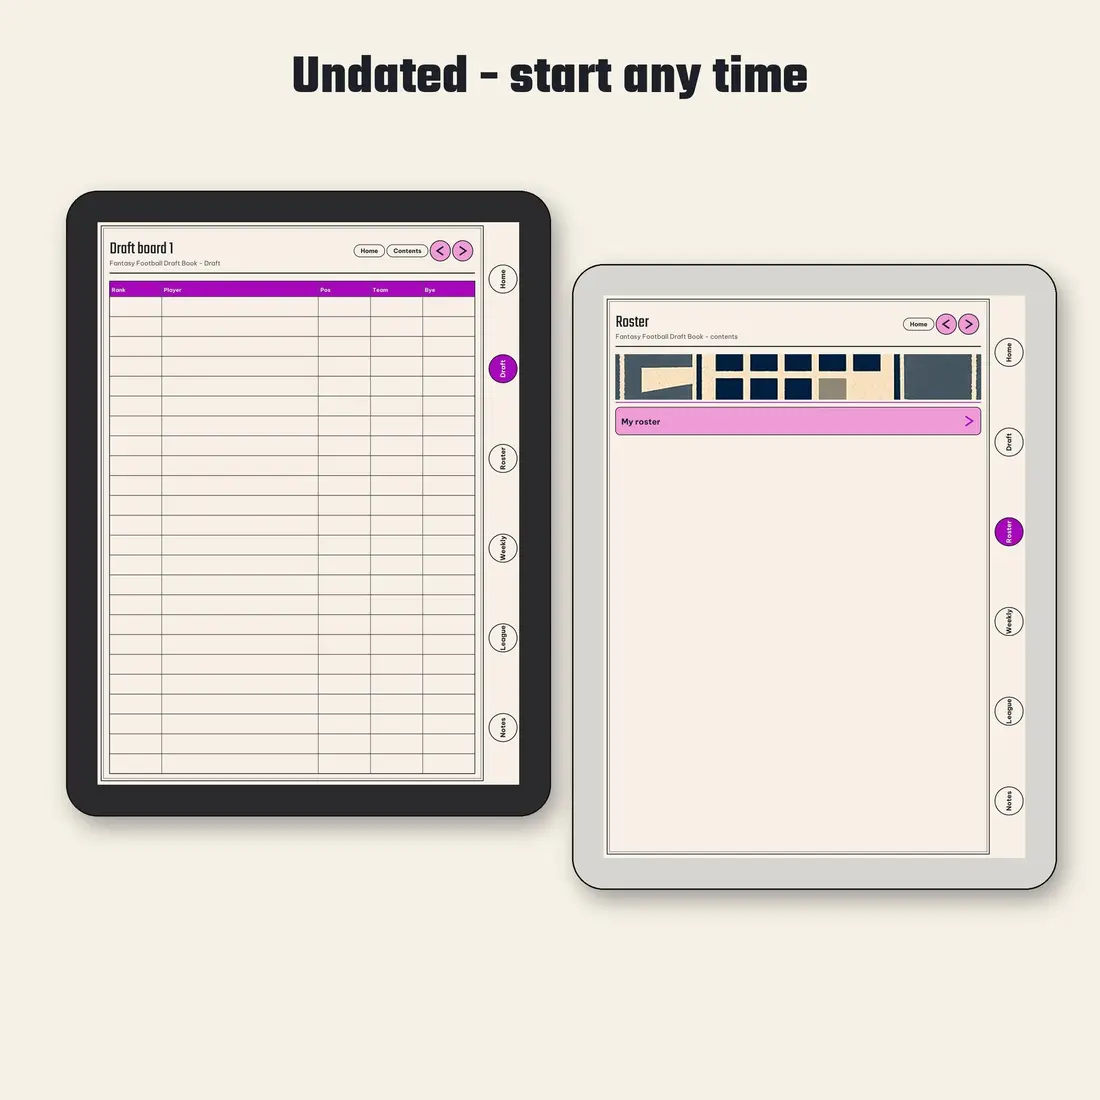 Undated - start any time
Draft board 1
Home Contents < >
Fantasy Football Draft Book - Draft
Rank Player Pos Team Bye
Home
Draft
Roster
Weekly
League
Notes
Roster
Home < >
Fantasy Football Draft Book - contents
My roster >
Home
Draft
Roster
Weekly
League
Notes